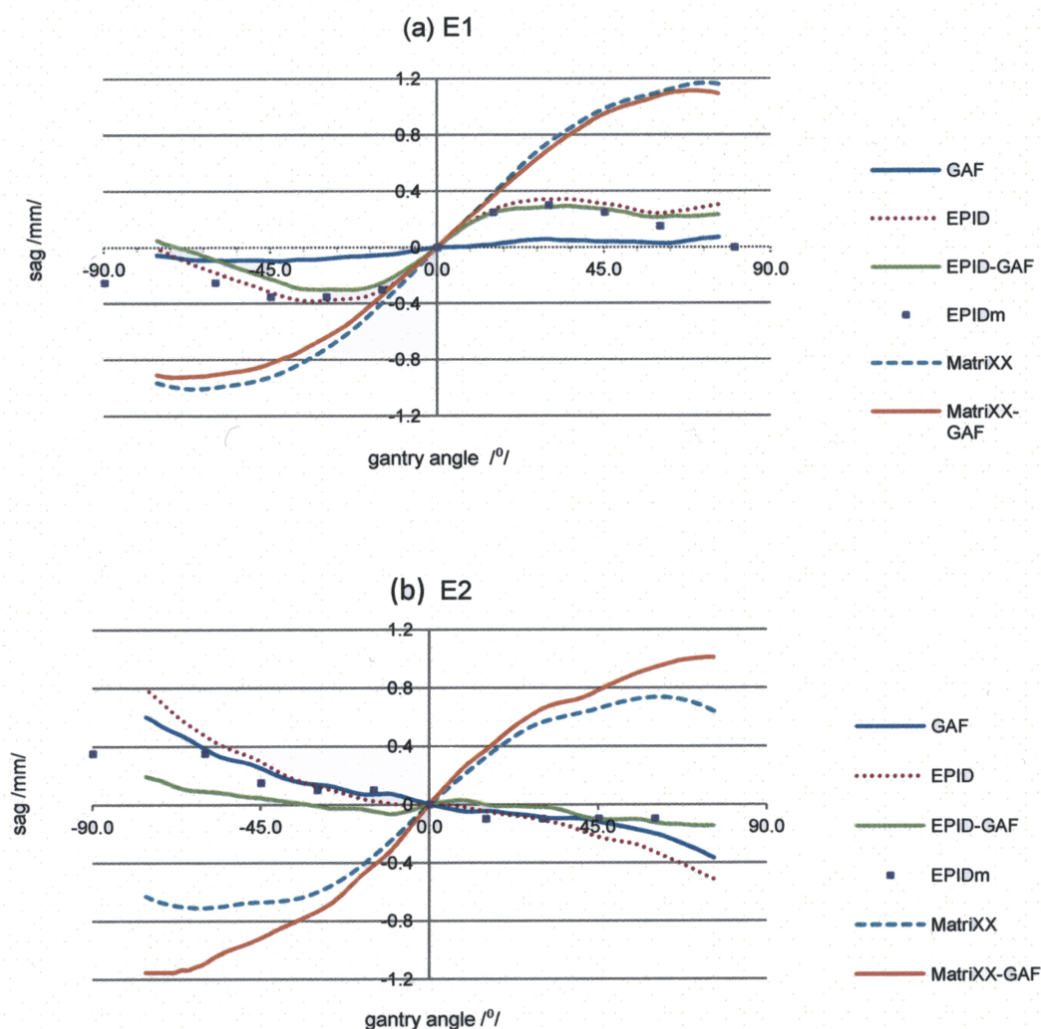 (a) E1
1.2
0.8
0.4
0
-0.4
-0.8
-1.2
-90.0
-45.0
0.0
45.0
90.0
sag /mm/
gantry angle /⁰/
GAF
EPID
EPID-GAF
EPIDm
MatriXX
MatriXX-
GAF
(b) E2
1.2
0.8
0.4
0
-0.4
-0.8
-1.2
-90.0
-45.0
0.0
45.0
90.0
sag /mm/
gantry angle /⁰/
GAF
EPID
EPID-GAF
EPIDm
MatriXX
MatriXX-GAF